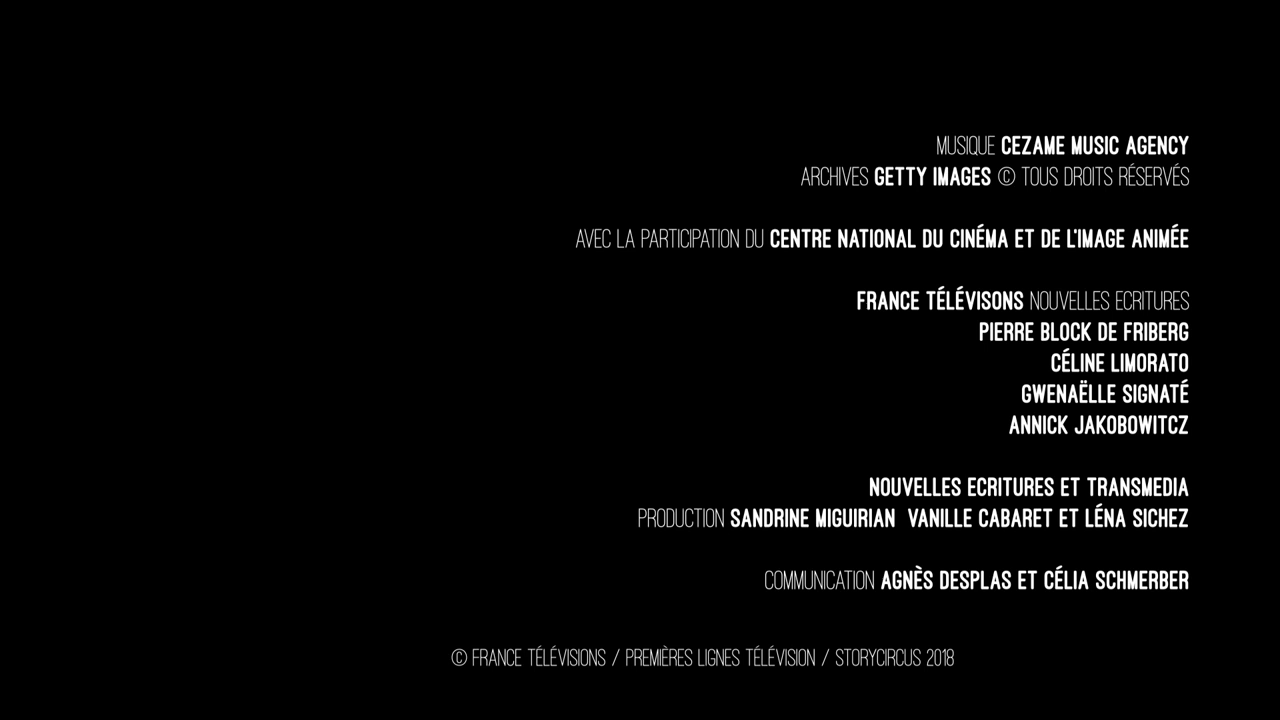 MUSIQUE CEZAME MUSIC AGENCY
ARCHIVES GETTY IMAGES © TOUS DROITS RÉSERVÉS
AVEC LA PARTICIPATION DU CENTRE NATIONAL DU CINÉMA ET DE L'IMAGE ANIMÉE
FRANCE TÉLÉVISONS NOUVELLES ECRITURES
PIERRE BLOCK DE FRIBERG
CÉLINE LIMORATO
GWENAËLLE SIGNATÉ
ANNICK JAKOBOWITCZ
NOUVELLES ECRITURES ET TRANSMEDIA
PRODUCTION SANDRINE MIGUIRIAN VANILLE CABARET ET LÉNA SICHEZ
COMMUNICATION AGNÈS DESPLAS ET CÉLIA SCHMERBER
© FRANCE TÉLÉVISIONS / PREMIÈRES LIGNES TÉLÉVISION / STORYCIRCUS 2018